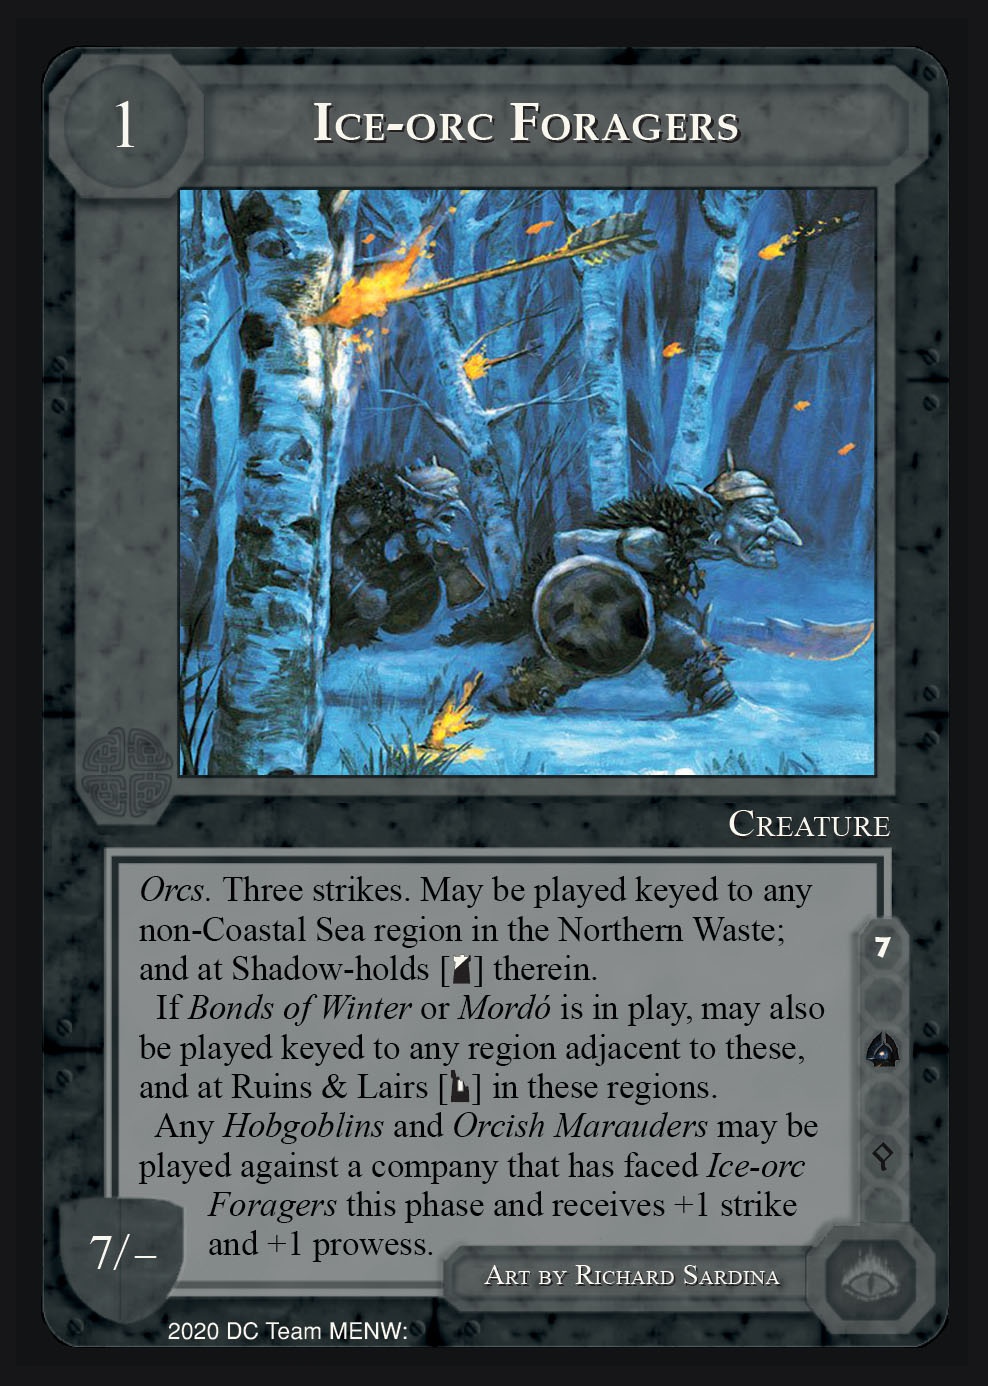 1
Ice-orc Foragers
Creature
Orcs. Three strikes. May be played keyed to any
non-Coastal Sea region in the Northern Waste;
and at Shadow-holds [] therein.
If Bonds of Winter or Mordó is in play, may also
be played keyed to any region adjacent to these,
and at Ruins & Lairs [] in these regions.
Any Hobgoblins and Orcish Marauders may be
played against a company that has faced Ice-orc
Foragers this phase and receives +1 strike
and +1 prowess.
7
7/–
Art by Richard Sardina
2020 DC Team MENW: